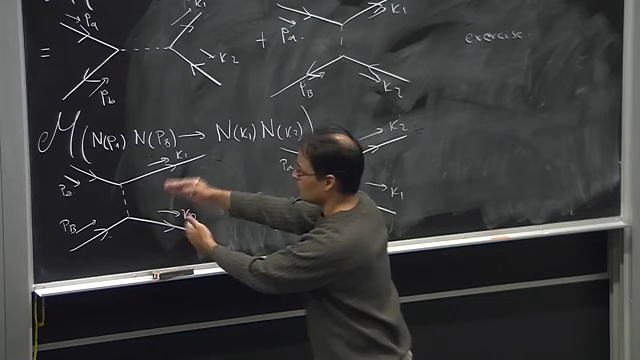 Pa K1
= K2 + Pa K1 exercise
Pb PB K2
M(N(Pa) N(PB) → N(K1) N(K2))
K1 K2
Pa Pa
PB K2 K1